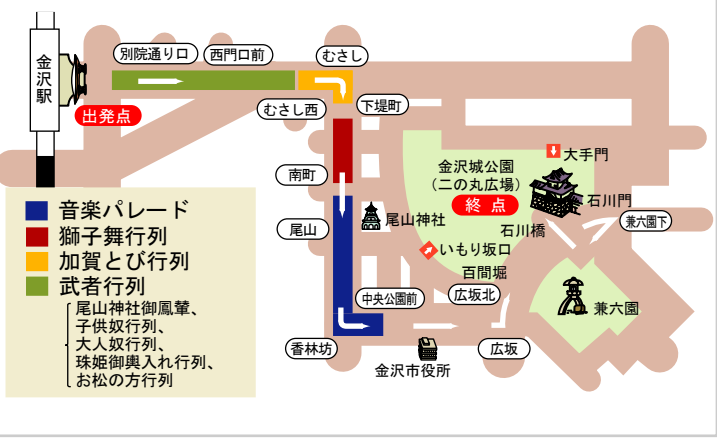 金沢駅
出発点
別院通り口
西門口前
むさし
むさし西
下堤町
南町
尾山
尾山神社
中央公園前
香林坊
金沢市役所
広坂
広坂北
百間堀
いもり坂口
石川橋
金沢城公園
(二の丸広場)
終点
大手門
石川門
兼六園下
兼六園
音楽パレード
獅子舞行列
加賀とび行列
武者行列
尾山神社御鳳輦、
子供奴行列、
大人奴行列、
珠姫御輿入れ行列、
お松の方行列